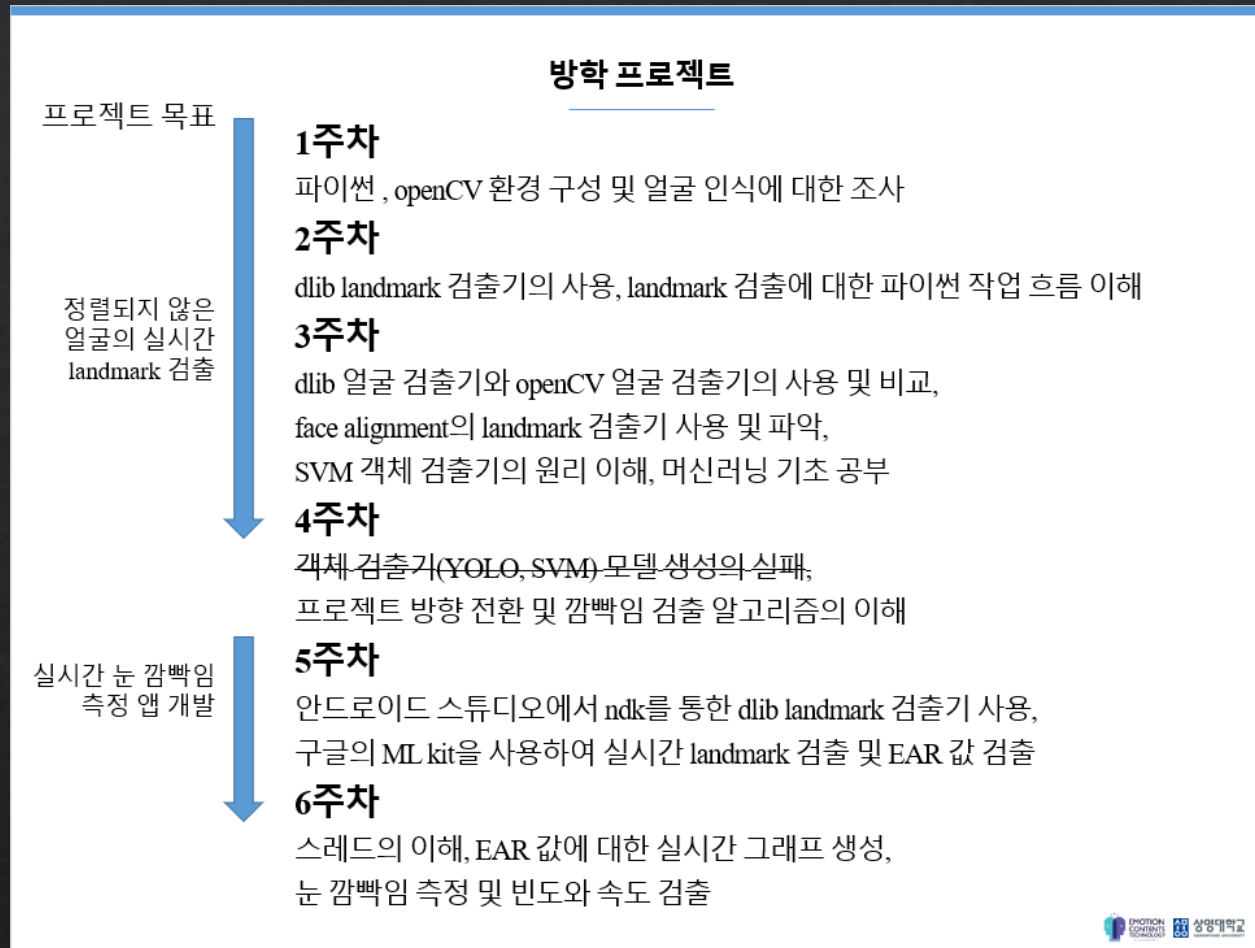 방학 프로젝트
프로젝트 목표
1주차
파이썬 , openCV 환경 구성 및 얼굴 인식에 대한 조사
2주차
dlib landmark 검출기의 사용, landmark 검출에 대한 파이썬 작업 흐름 이해
정렬되지 않은
얼굴의 실시간
landmark 검출
3주차
dlib 얼굴 검출기와 openCV 얼굴 검출기의 사용 및 비교,
face alignment의 landmark 검출기 사용 및 파악,
SVM 객체 검출기의 원리 이해, 머신러닝 기초 공부
4주차
객체 검출기(YOLO, SVM) 모델 생성의 실패,
프로젝트 방향 전환 및 깜빡임 검출 알고리즘의 이해
실시간 눈 깜빡임
측정 앱 개발
5주차
안드로이드 스튜디오에서 ndk를 통한 dlib landmark 검출기 사용,
구글의 ML kit을 사용하여 실시간 landmark 검출 및 EAR 값 검출
6주차
스레드의 이해, EAR 값에 대한 실시간 그래프 생성,
눈 깜빡임 측정 및 빈도와 속도 검출
EMOTION
CONTENTS
TECHNOLOGY
상명대학교